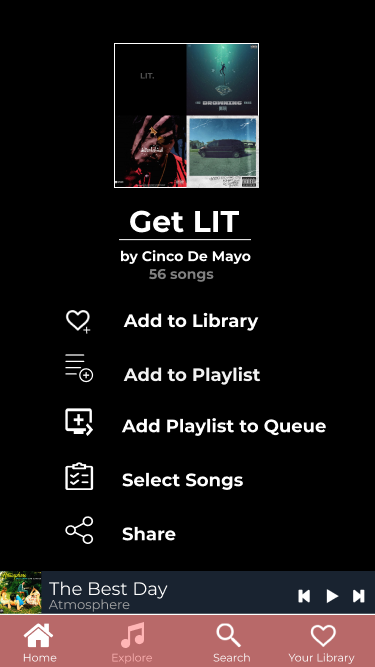 LIT.
DROWNING
Get LIT
by Cinco De Mayo
56 songs
Add to Library
Add to Playlist
Add Playlist to Queue
Select Songs
Share
The Best Day
Atmosphere
Home
Explore
Search
Your Library